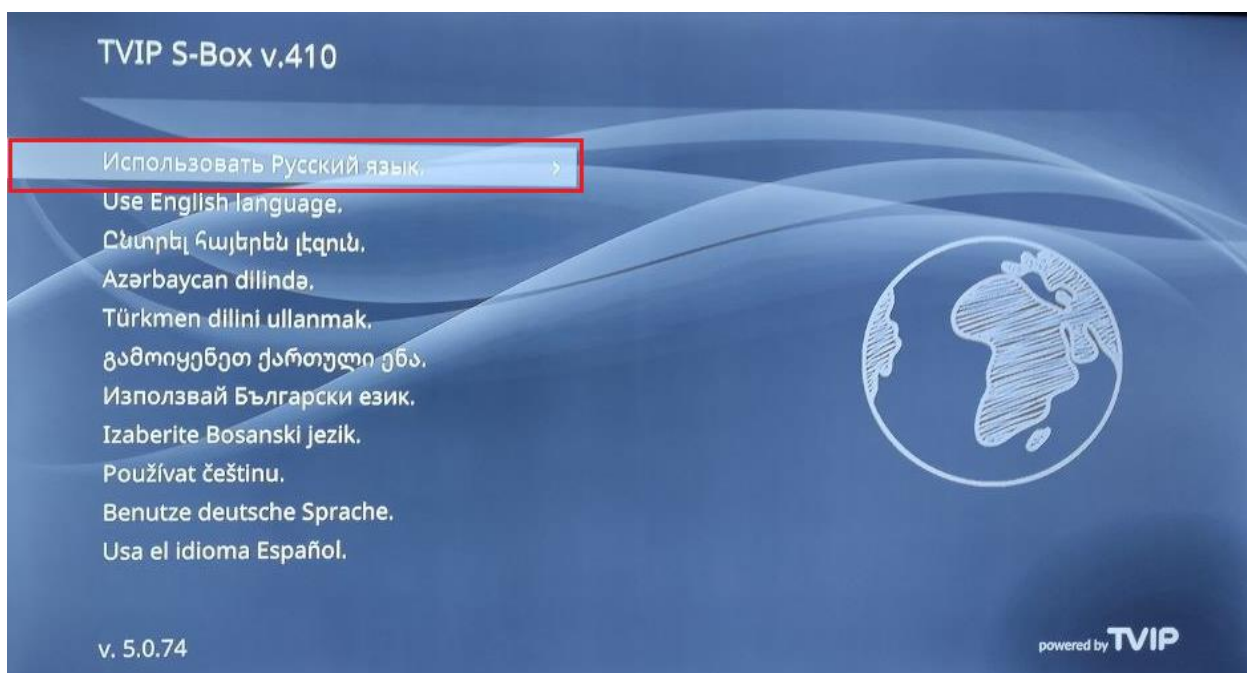 TVIP S-Box v.410
Использовать Русский язык.
Use English language.
Ընտրել հայերեն լէզուն.
Azərbaycan dilində.
Türkmen dilini ullanmak.
გამოიყენეთ ქართული ენა.
Използвай Български език.
Izaberite Bosanski jezik.
Používat češtinu.
Benutze deutsche Sprache.
Usa el idioma Español.
v. 5.0.74
powered by TVIP